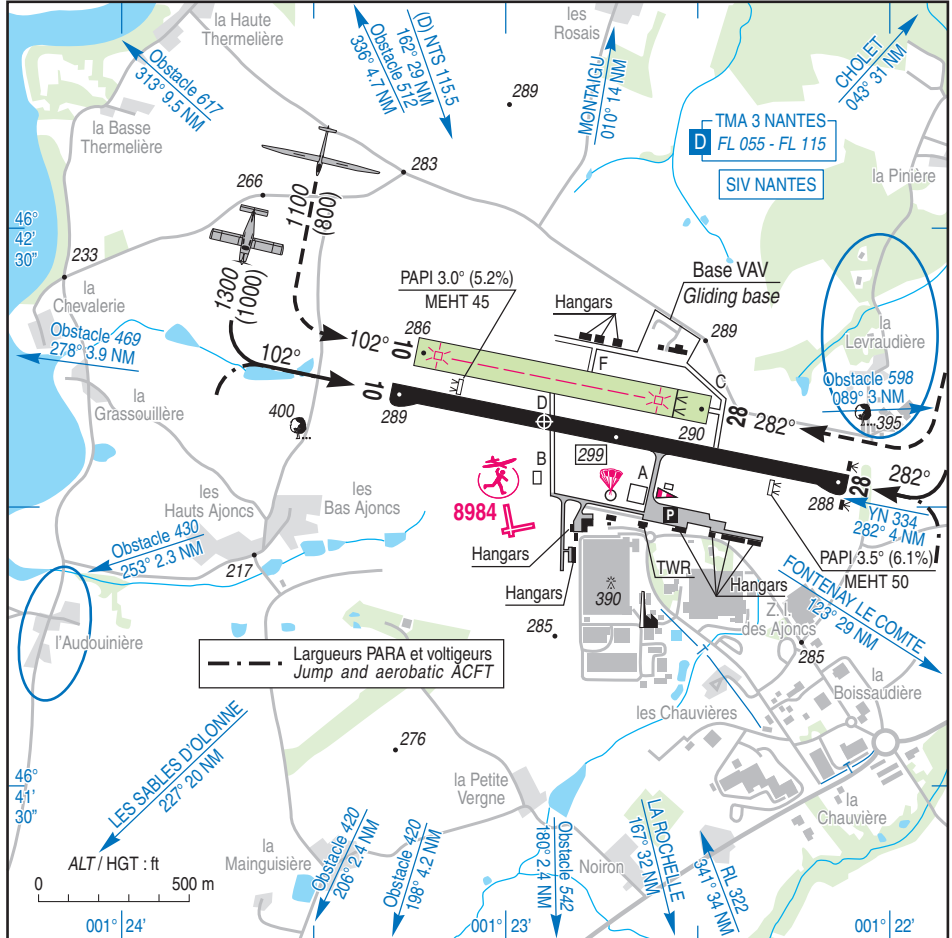 la Haute
Thermelière
Obstacle 617
313° 9.5 NM
Obstacle 512
336° 4.7 NM
(D) NTS 115.5
162° 29 NM
les
Rosais
MONTAIGU
010° 14 NM
CHOLET
043° 31 NM
289
la Basse
Thermelière
TMA 3 NANTES
D
FL 055 - FL 115
SIV NANTES
la Pinière
283
266
1100
(800)
46°
42'
30"
233
1300
(1000)
la
Chevalerie
PAPI 3.0° (5.2%)
MEHT 45
Hangars
Base VAV
Gliding base
286
289
la
Levraudière
Obstacle 469
278° 3.9 NM
102°
102°
10
F
C
Obstacle 598
089° 3 NM
la
Grassouillère
10
289
D
290
28
282°
395
400
299
B
A
282°
28
288
8984
P
YN 334
282° 4 NM
les
Hauts Ajoncs
les
Bas Ajoncs
Obstacle 430
253° 2.3 NM
217
Hangars
TWR
Hangars
PAPI 3.5° (6.1%)
MEHT 50
Hangars
390
FONTENAY LE COMTE
123° 29 NM
Z. I.
des Ajoncs
285
285
l'Audouinière
Largueurs PARA et voltigeurs
Jump and aerobatic ACFT
la
Boissaudière
les Chauvières
LES SABLES D'OLONNE
227° 20 NM
276
la Petite
Vergne
46°
41'
30"
la
Chauvière
la
Mainguisière
Obstacle 420
206° 2.4 NM
Obstacle 420
198° 4.2 NM
Obstacle 542
180° 2.4 NM
Noiron
LA ROCHELLE
167° 32 NM
RL 322
341° 34 NM
ALT / HGT : ft
0
500 m
001° 24'
001° 23'
001° 22'